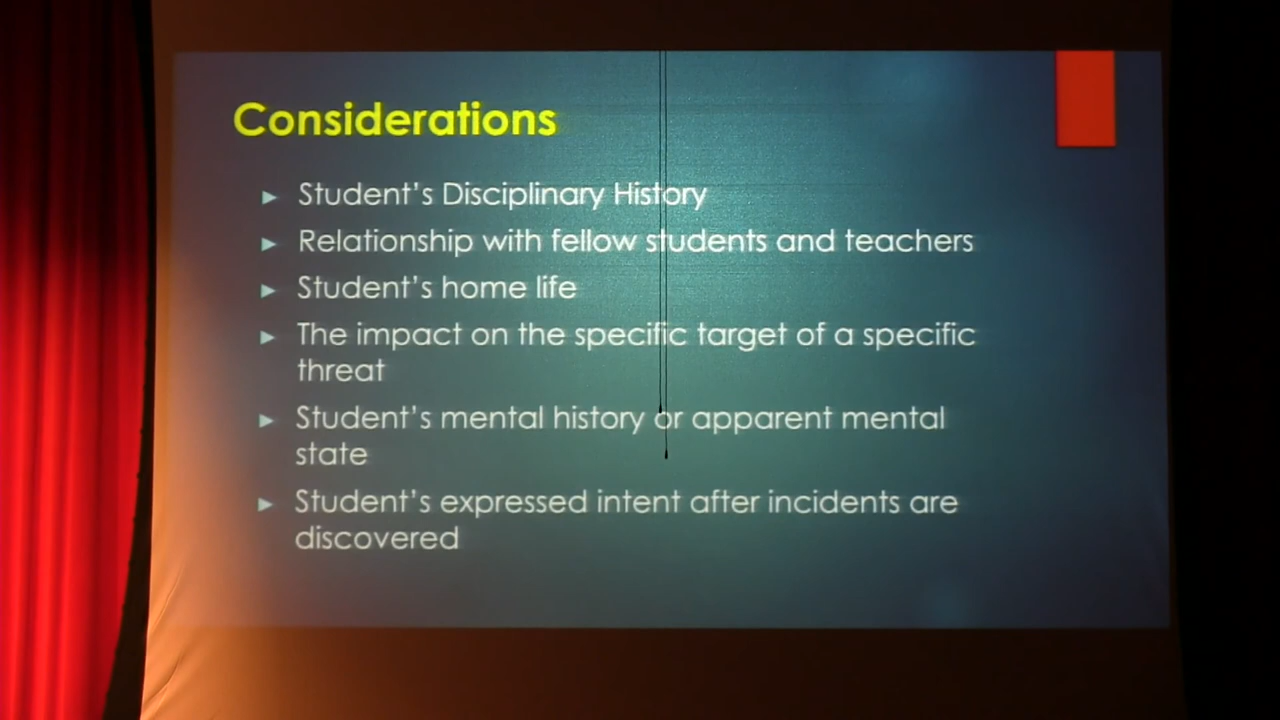 Considerations
Student's Disciplinary History
Relationship with fellow students and teachers
Student's home life
The impact on the specific target of a specific
threat
Student's mental history or apparent mental
state
Student's expressed intent after incidents are
discovered